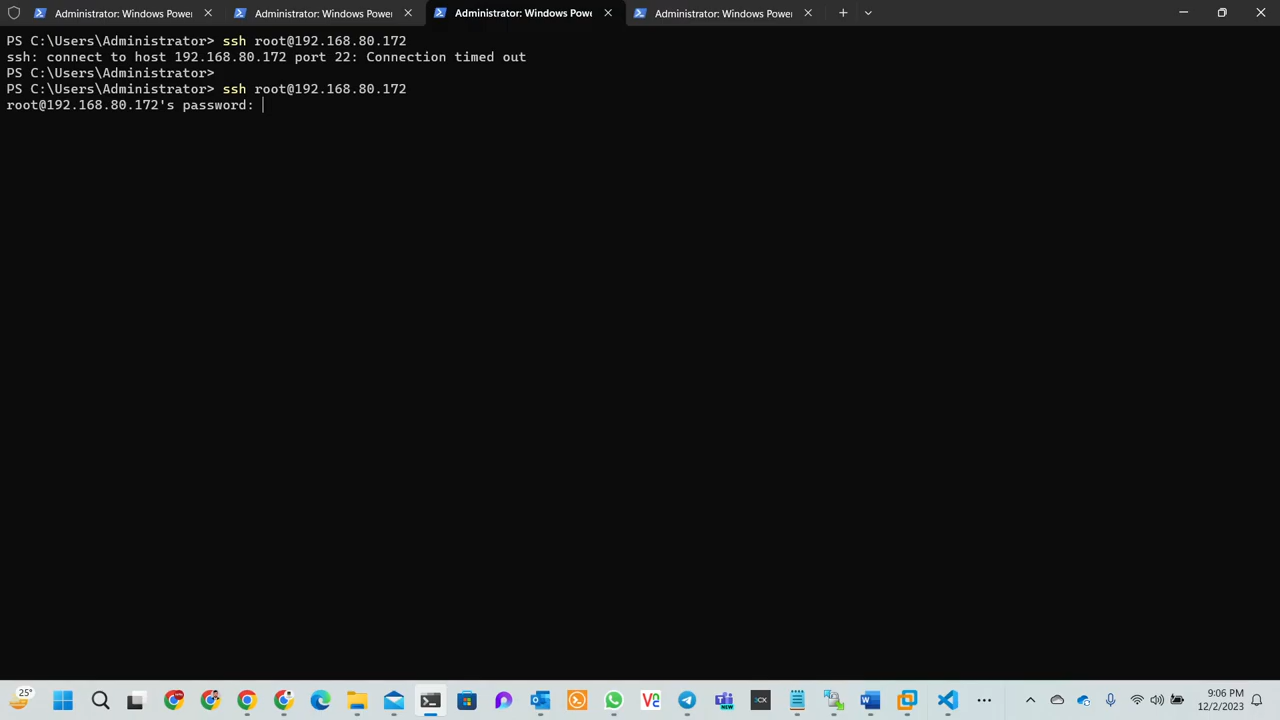 Administrator: Windows Power
Administrator: Windows Powe
Administrator: Windows Powe
Administrator: Windows Powe
PS C:\Users\Administrator> ssh root@192.168.80.172
ssh: connect to host 192.168.80.172 port 22: Connection timed out
PS C:\Users\Administrator>
PS C:\Users\Administrator> ssh root@192.168.80.172
root@192.168.80.172's password:
25°
NEW
9:06 PM
12/2/2023